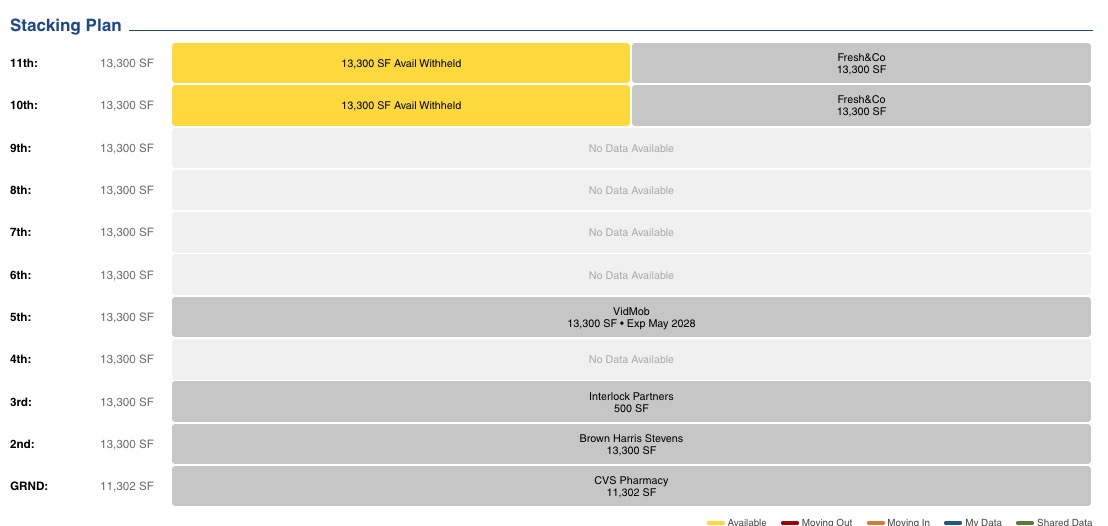 Stacking Plan
11th: 13,300 SF 13,300 SF Avail Withheld Fresh&Co
13,300 SF
10th: 13,300 SF 13,300 SF Avail Withheld Fresh&Co
13,300 SF
9th: 13,300 SF No Data Available
8th: 13,300 SF No Data Available
7th: 13,300 SF No Data Available
6th: 13,300 SF No Data Available
5th: 13,300 SF VidMob
13,300 SF • Exp May 2028
4th: 13,300 SF No Data Available
3rd: 13,300 SF Interlock Partners
500 SF
2nd: 13,300 SF Brown Harris Stevens
13,300 SF
GRND: 11,302 SF CVS Pharmacy
11,302 SF
Available Moving Out Moving In My Data Shared Data